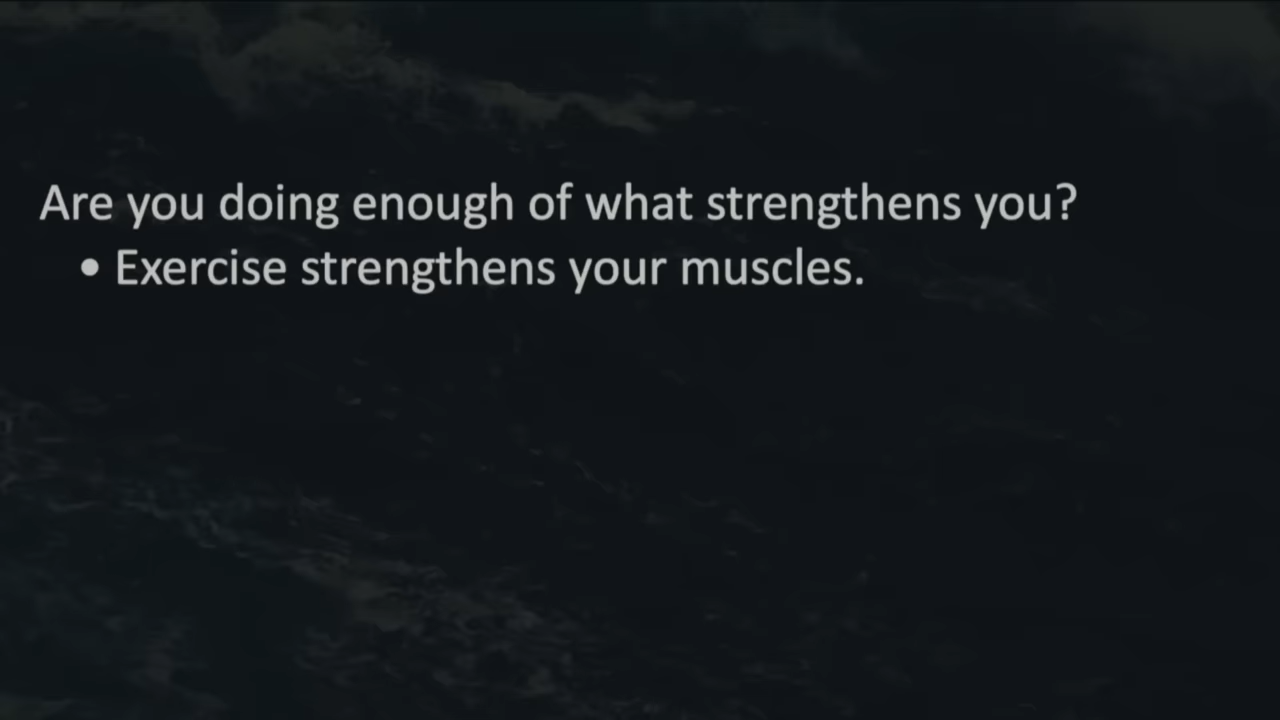 Are you doing enough of what strengthens you?
• Exercise strengthens your muscles.